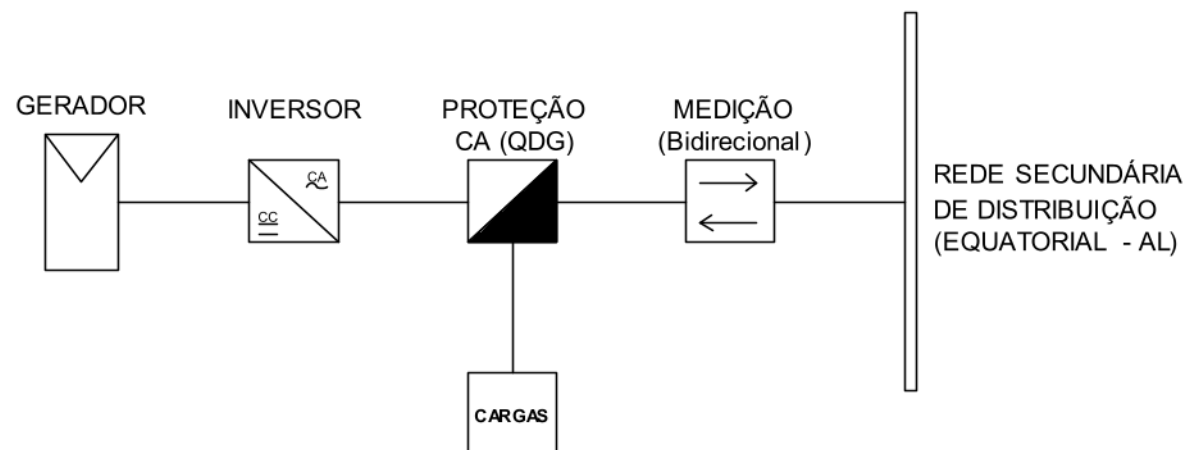 GERADOR
INVERSOR
CA
CC
PROTEÇÃO
CA (QDG)
MEDIÇÃO
(Bidirecional)
REDE SECUNDÁRIA
DE DISTRIBUIÇÃO
(EQUATORIAL - AL)
CARGAS